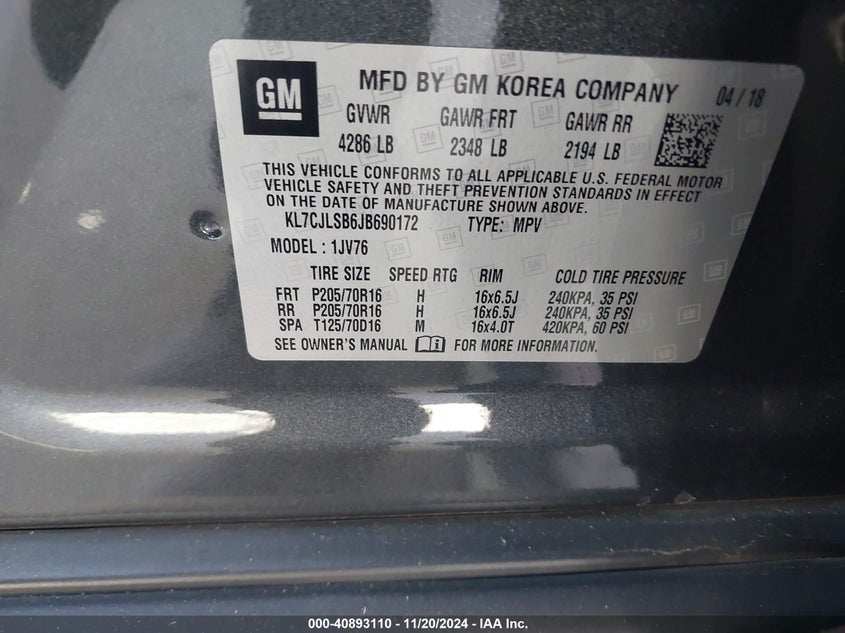 GM MFD BY GM KOREA COMPANY 04 / 18
GVWR GAWR FRT GAWR RR
4286 LB 2348 LB 2194 LB
THIS VEHICLE CONFORMS TO ALL APPLICABLE U.S. FEDERAL MOTOR
VEHICLE SAFETY AND THEFT PREVENTION STANDARDS IN EFFECT
ON THE DATE OF MANUFACTURE SHOWN ABOVE.
KL7CJLSB6JB690172 TYPE: MPV
MODEL : 1JV76
TIRE SIZE SPEED RTG RIM COLD TIRE PRESSURE
FRT P205/70R16 H 16x6.5J 240KPA, 35 PSI
RR P205/70R16 H 16x6.5J 240KPA, 35 PSI
SPA T125/70D16 M 16x4.0T 420KPA, 60 PSI
SEE OWNER'S MANUAL FOR MORE INFORMATION.
000-40893110 - 11/20/2024 - IAA Inc.